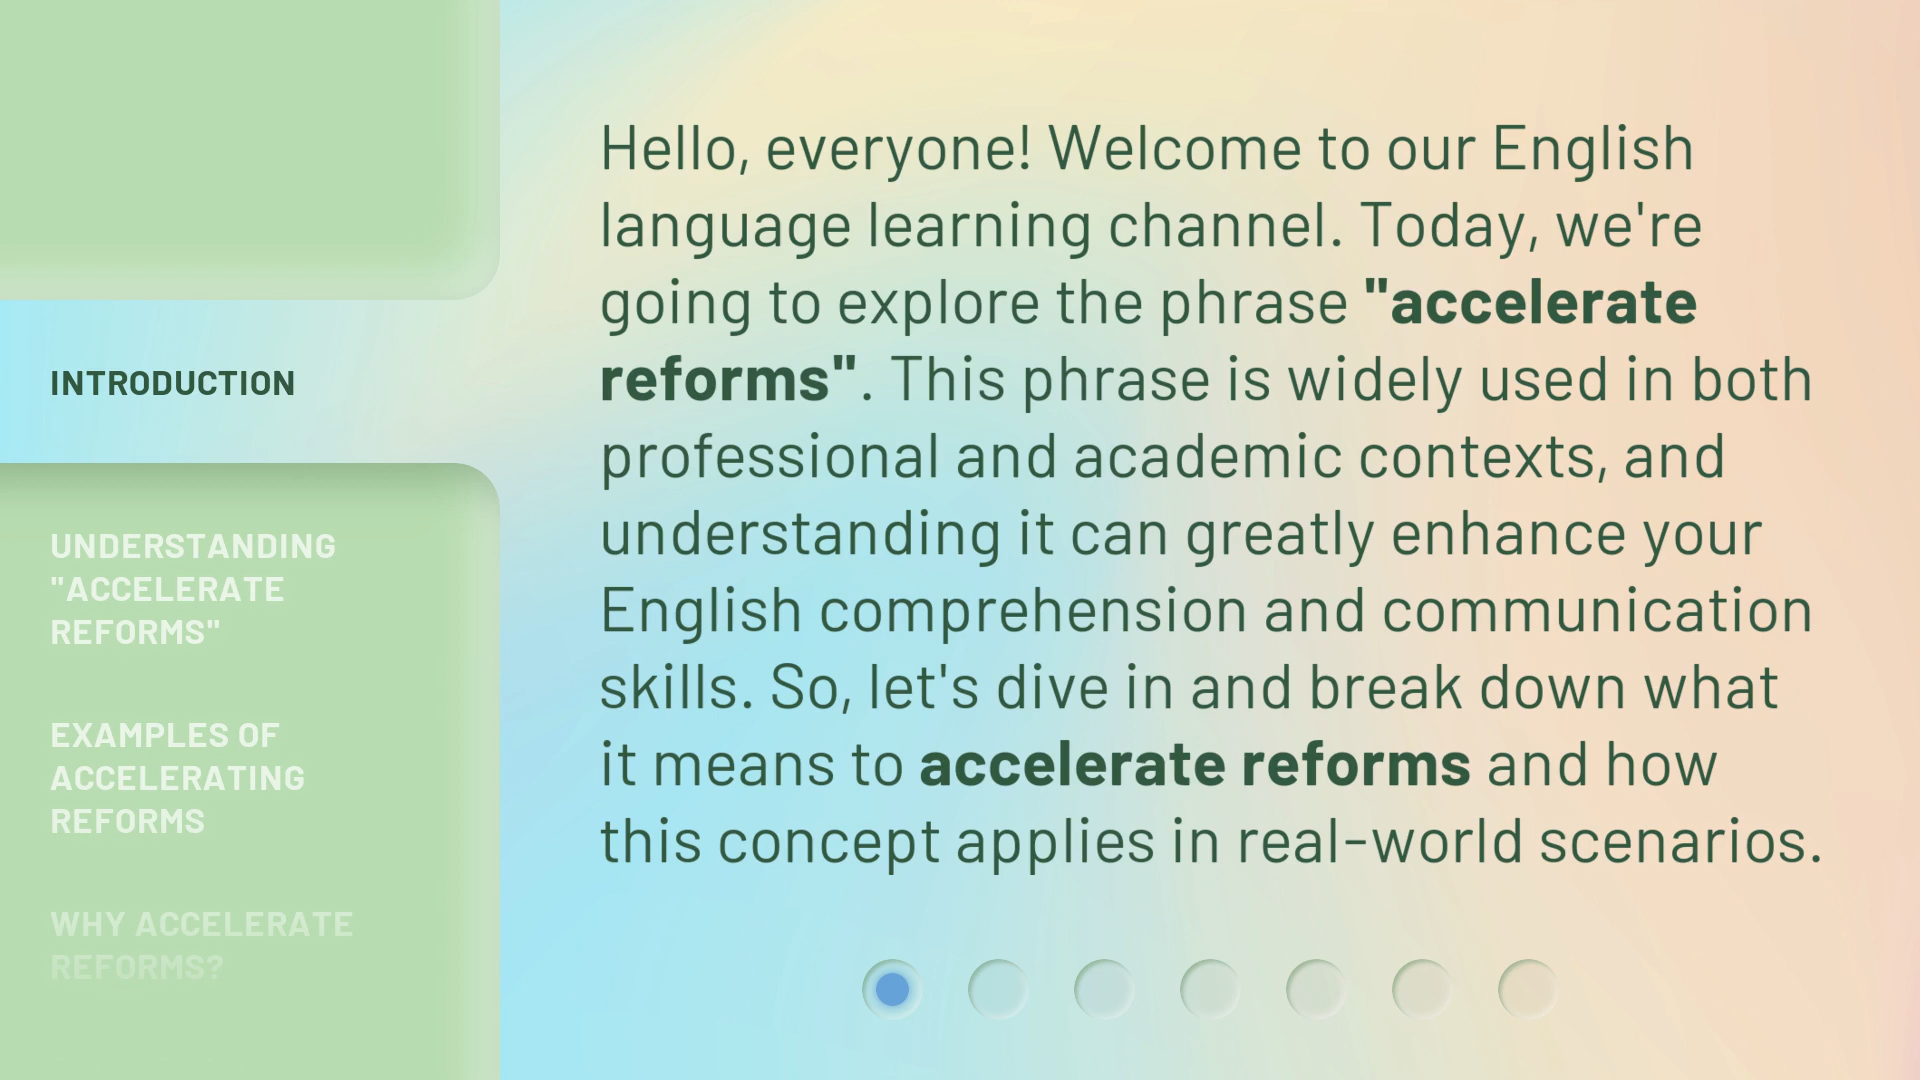 INTRODUCTION
UNDERSTANDING
"ACCELERATE
REFORMS"
EXAMPLES OF
ACCELERATING
REFORMS
WHY ACCELERATE
REFORMS?
Hello, everyone! Welcome to our English
language learning channel. Today, we're
going to explore the phrase "accelerate
reforms". This phrase is widely used in both
professional and academic contexts, and
understanding it can greatly enhance your
English comprehension and communication
skills. So, let's dive in and break down what
it means to accelerate reforms and how
this concept applies in real-world scenarios.